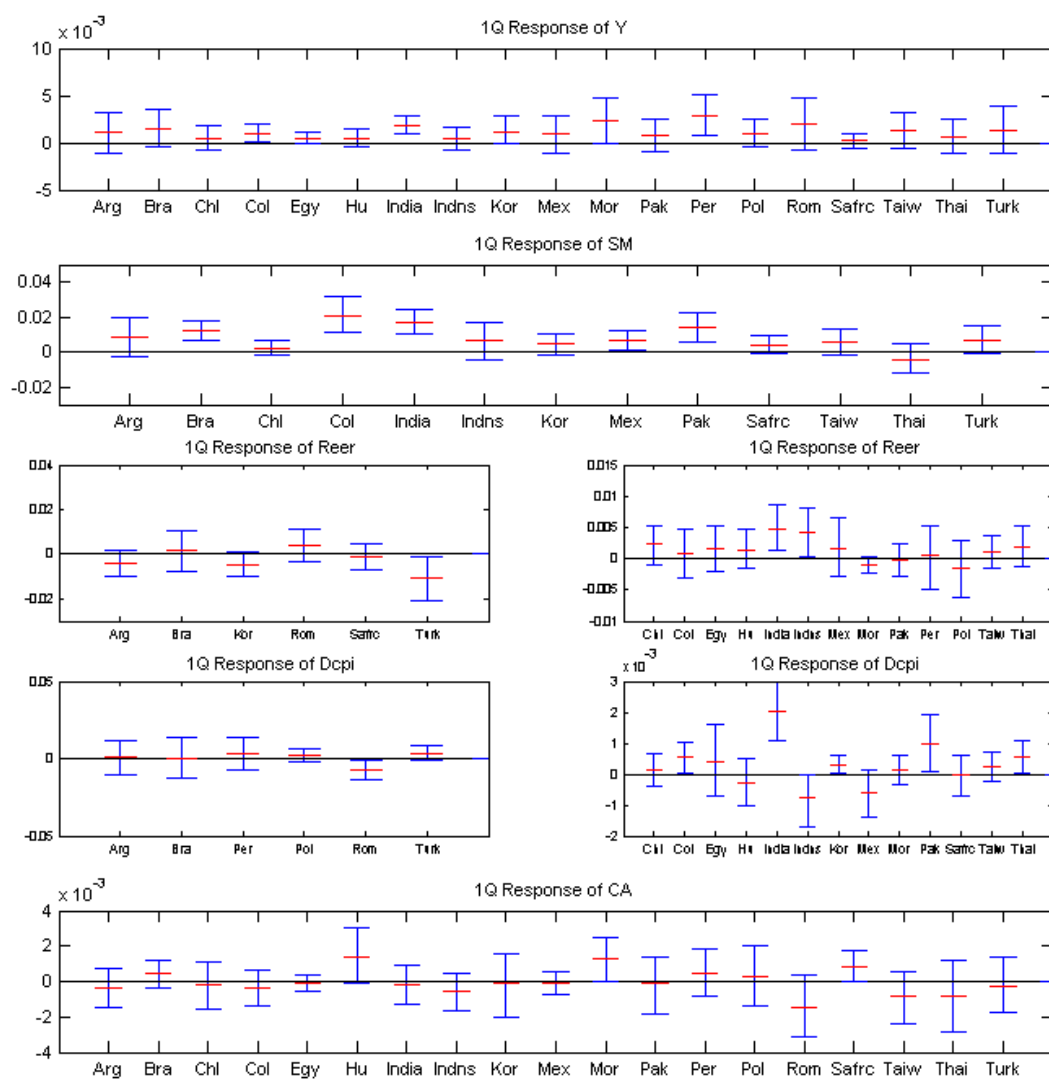 x 10⁻³
1Q Response of Y
10
5
0
-5
Arg Bra Chl Col Egy Hu India Indns Kor Mex Mor Pak Per Pol Rom Safrc Taiw Thai Turk
1Q Response of SM
0.04
0.02
0
-0.02
Arg Bra Chl Col India Indns Kor Mex Pak Safrc Taiw Thai Turk
1Q Response of Reer
0.04
0.02
0
-0.02
Arg Bra Kor Rom Safrc Turk
1Q Response of Reer
0.015
0.01
0.005
0
-0.005
-0.01
Chl Col Egy Hu India Indns Mex Mor Pak Per Pol Taiw Thai
1Q Response of Dcpi
0.05
0
-0.05
Arg Bra Per Pol Rom Turk
1Q Response of Dcpi
x 10⁻³
3
2
1
0
-1
-2
Chl Col Egy Hu India Indns Kor Mex Mor Pak Safrc Taiw Thai
1Q Response of CA
x 10⁻³
4
2
0
-2
-4
Arg Bra Chl Col Egy Hu India Indns Kor Mex Mor Pak Per Pol Rom Safrc Taiw Thai Turk